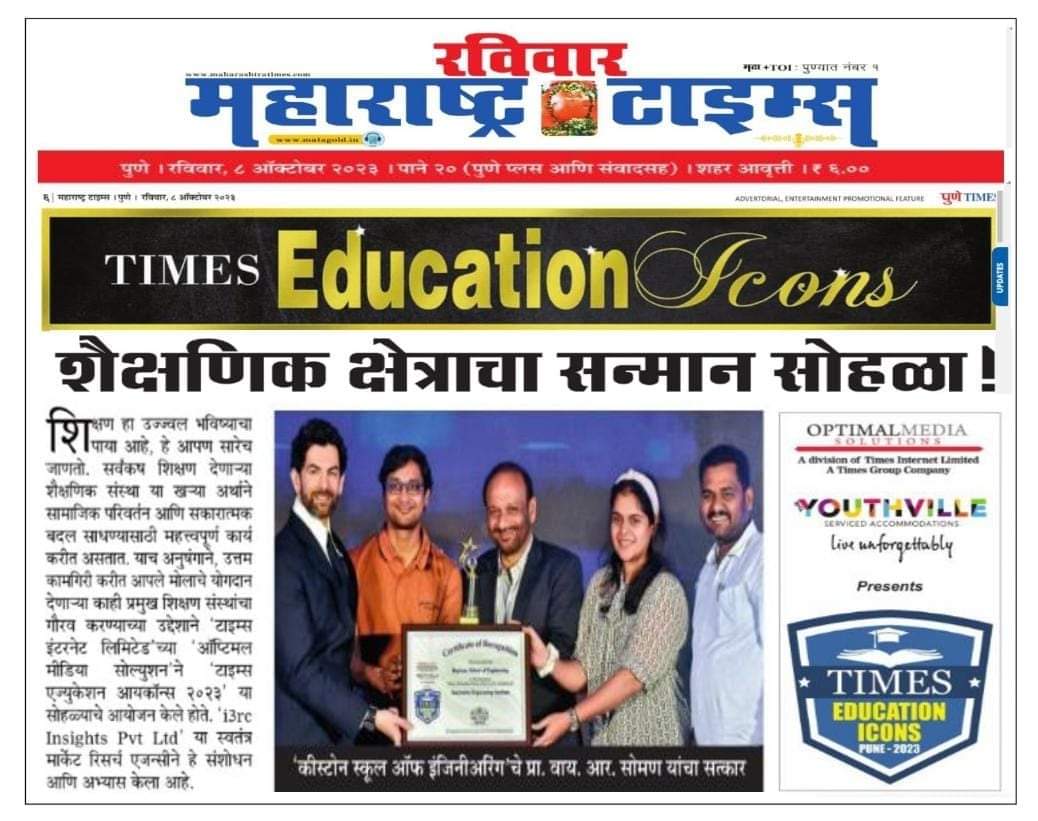 रविवार
www.maharashtratimes.com
मटा +TOI : पुण्यात नंबर १
महाराष्ट्र टाइम्स
www.matagold.in
पुणे । रविवार, ८ ऑक्टोबर २०२३ । पाने २० (पुणे प्लस आणि संवादसह) । शहर आवृत्ती । ₹ ६.००
६ | महाराष्ट्र टाइम्स । पुणे । रविवार, ८ ऑक्टोबर २०२३
ADVERTORIAL, ENTERTAINMENT PROMOTIONAL FEATURE
पुणे TIMES
UPDATES
TIMES Education Icons
शैक्षणिक क्षेत्राचा सन्मान सोहळा!
शिक्षण हा उज्ज्वल भविष्याचा
पाया आहे, हे आपण सारेच
जाणतो. सर्वंकष शिक्षण देणाऱ्या
शैक्षणिक संस्था या खऱ्या अर्थाने
सामाजिक परिवर्तन आणि सकारात्मक
बदल साधण्यासाठी महत्त्वपूर्ण कार्य
करीत असतात. याच अनुषंगाने, उत्तम
कामगिरी करीत आपले मोलाचे योगदान
देणाऱ्या काही प्रमुख शिक्षण संस्थांचा
गौरव करण्याच्या उद्देशाने 'टाइम्स
इंटरनेट लिमिटेड'च्या 'ऑप्टिमल
मीडिया सोल्युशन'ने 'टाइम्स
एज्युकेशन आयकॉन्स २०२३' या
सोहळ्याचे आयोजन केले होते. 'i3rc
Insights Pvt Ltd' या स्वतंत्र
मार्केट रिसर्च एजन्सीने हे संशोधन
आणि अभ्यास केला आहे.
Certificate of Recognition
TIMES
'कीस्टोन स्कूल ऑफ इंजिनीअरिंग'चे प्रा. वाय. आर. सोमण यांचा सत्कार
OPTIMALMEDIA
SOLUTIONS
A division of Times Internet Limited
A Times Group Company
YOUTHVILLE
SERVICED ACCOMMODATIONS
live unforgettably
Presents
TIMES
EDUCATION
ICONS
PUNE - 2023